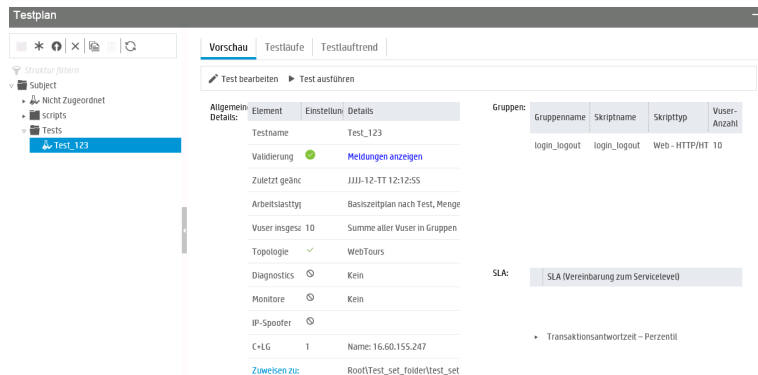 Testplan
Vorschau Testläufe Testlauftrend
Struktur filtern
Test bearbeiten Test ausführen
Subject
Nicht Zugeordnet
scripts
Tests
Test_123
Allgemein
Details:
Element Einstellun Details
Testname Test_123
Validierung Meldungen anzeigen
Zuletzt geänd JJJJ-12-TT 12:12:SS
Arbeitslasttyp Basiszeitplan nach Test, Menge
Vuser insgesa 10 Summe aller Vuser in Gruppen
Topologie WebTours
Diagnostics Kein
Monitore Kein
IP-Spoofer
C+LG 1 Name: 16.60.155.247
Zuweisen zu: Root\Test_set_folder\test_set
Gruppen:
Gruppenname Skriptname Skripttyp Vuser-
Anzahl
login_logout login_logout Web - HTTP/HT 10
SLA:
SLA (Vereinbarung zum Servicelevel)
Transaktionsantwortzeit – Perzentil